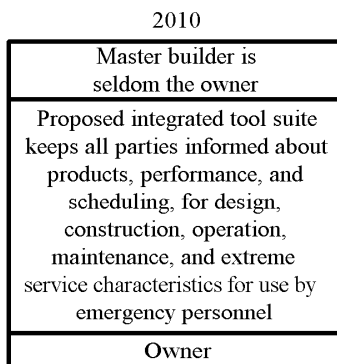 2010
Master builder is
seldom the owner
Proposed integrated tool suite
keeps all parties informed about
products, performance, and
scheduling, for design,
construction, operation,
maintenance, and extreme
service characteristics for use by
emergency personnel
Owner